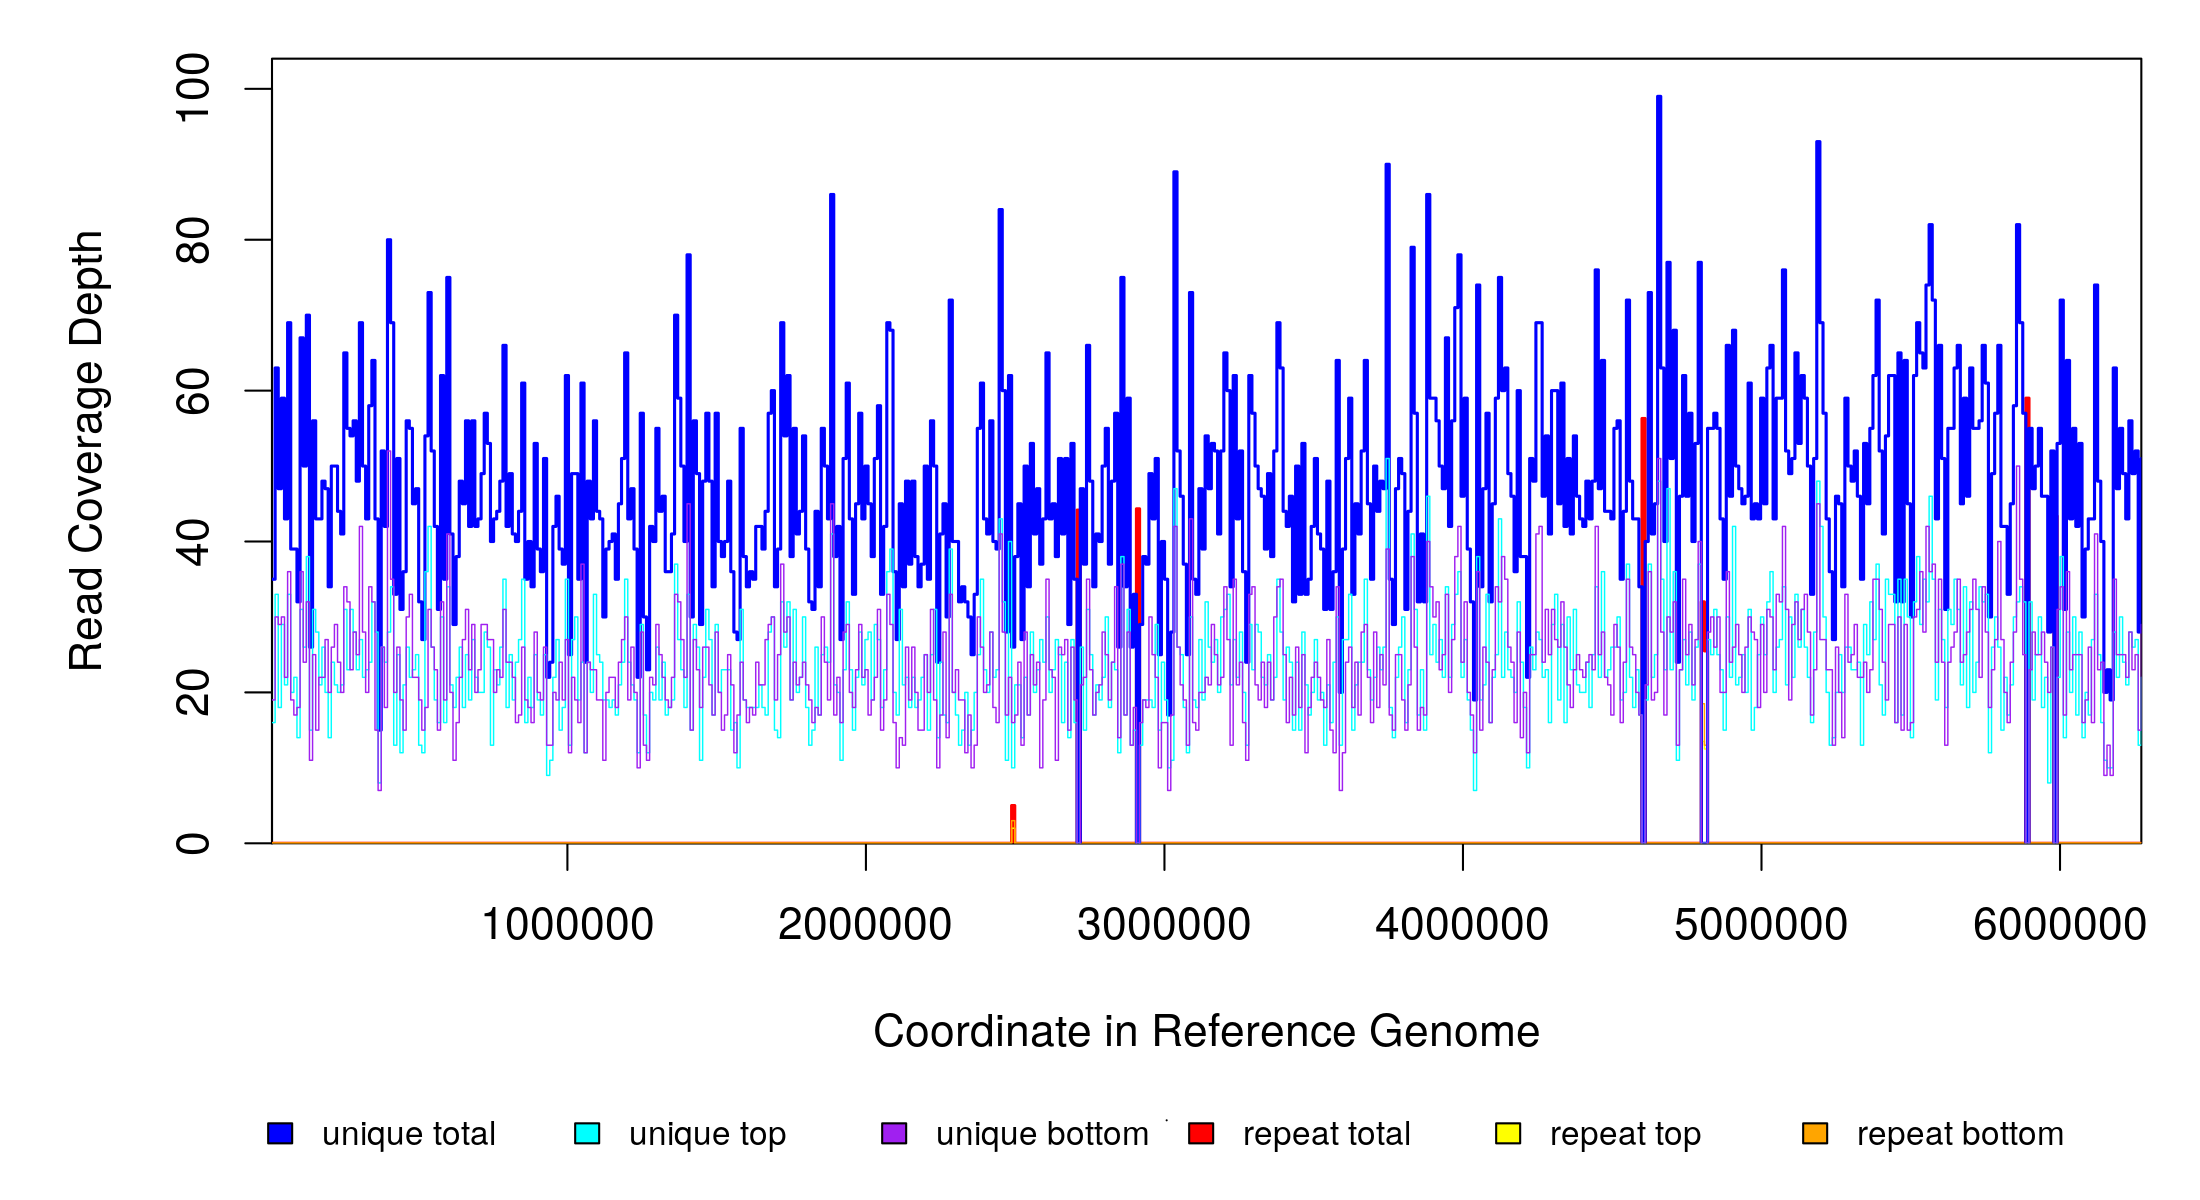 Read Coverage Depth
100
80
60
40
20
0
1000000 2000000 3000000 4000000 5000000 6000000
Coordinate in Reference Genome
unique total unique top unique bottom repeat total repeat top repeat bottom